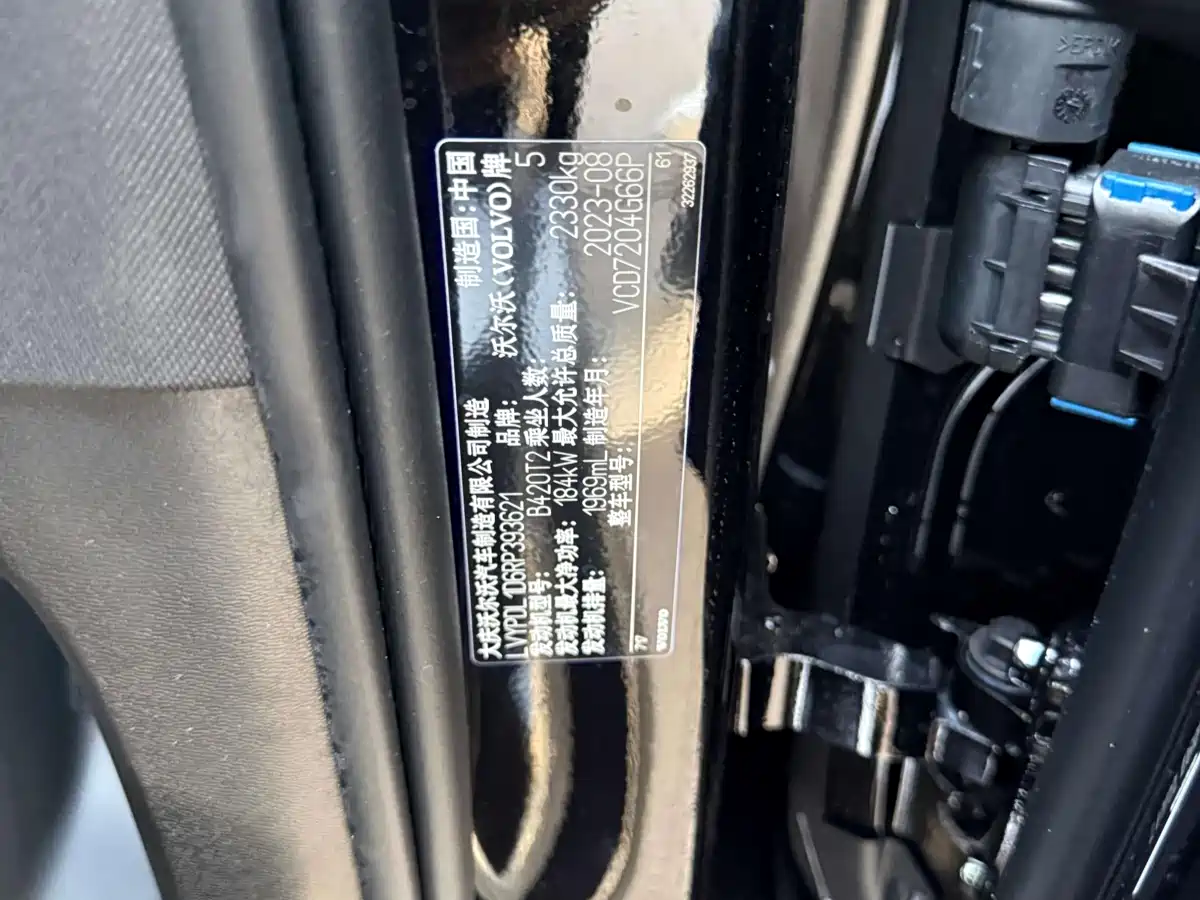 大庆沃尔沃汽车制造有限公司制造 制造国:中国
LVYPDL1D6RP393621 品牌: 沃尔沃(VOLVO)牌
发动机型号: B420T2 乘坐人数: 5
发动机最大净功率: 184kW 最大允许总质量: 2330kg
发动机排量: 1969mL 制造年月: 2023-08
整车型号: VCD7204G66P
79 61
VOLVO 32262937